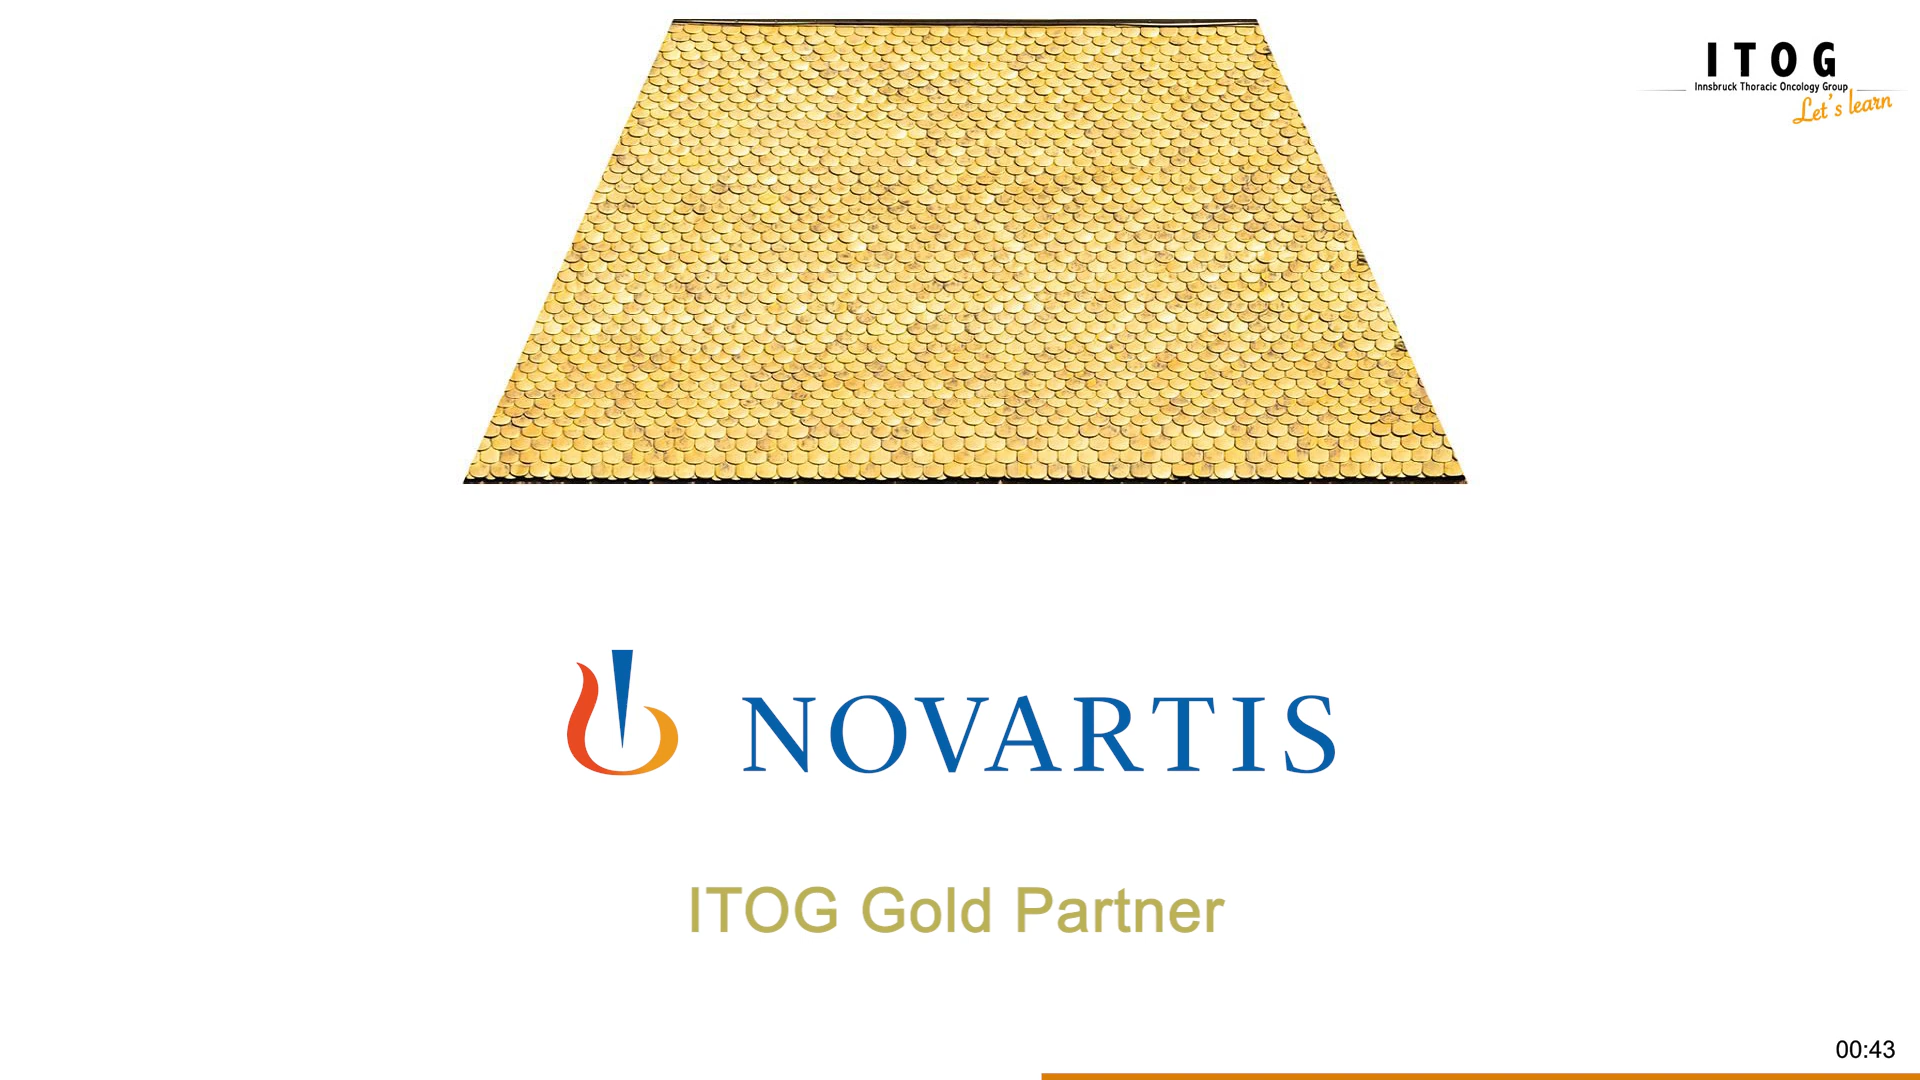 ITOG
Innsbruck Thoracic Oncology Group
Let's learn
NOVARTIS
ITOG Gold Partner
00:43